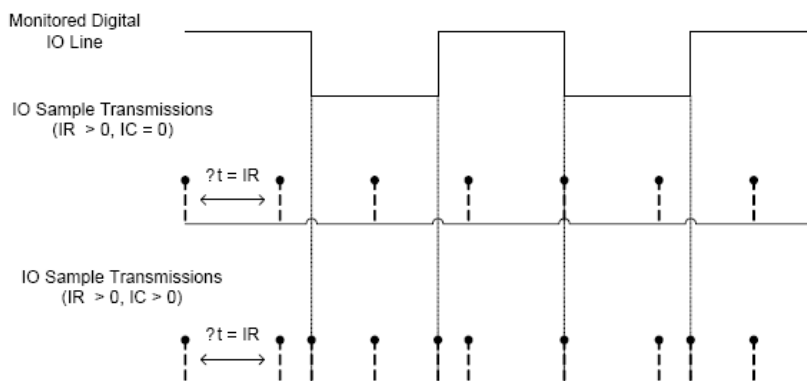 Monitored Digital
IO Line
IO Sample Transmissions
(IR > 0, IC = 0)
?t = IR
IO Sample Transmissions
(IR > 0, IC > 0)
?t = IR